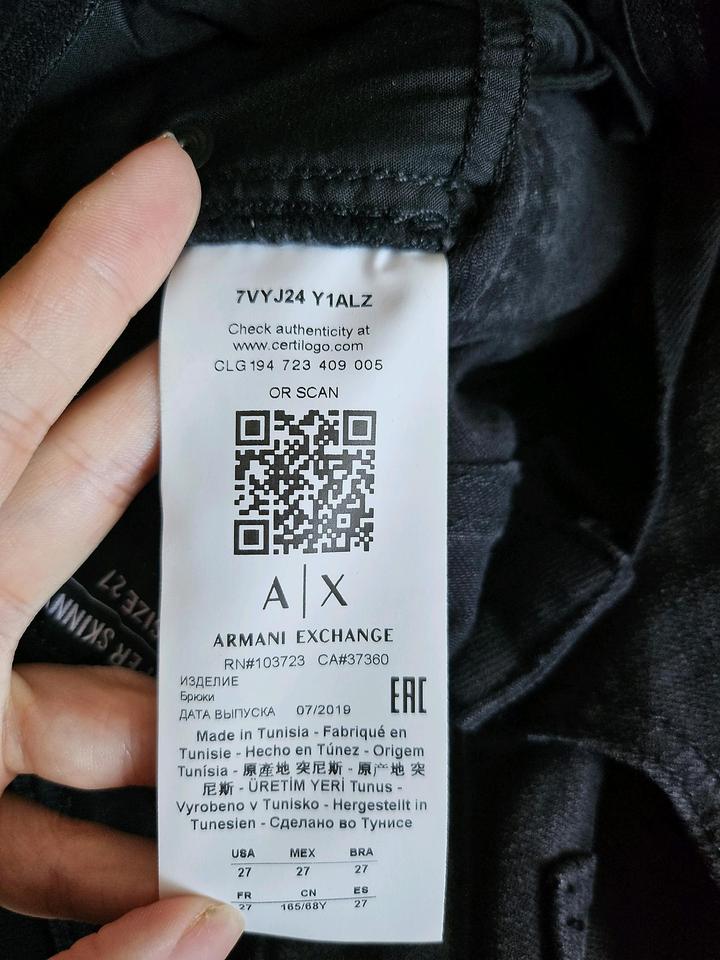 7VYJ24 Y1ALZ
Check authenticity at
www.certilogo.com
CLG194 723 409 005
OR SCAN
A|X
ARMANI EXCHANGE
RN#103723 CA#37360
ИЗДЕЛИЕ
Брюки
ДАТА ВЫПУСКА 07/2019
EAC
Made in Tunisia - Fabriqué en
Tunisie - Hecho en Túnez - Origem
Tunísia - 原產地 突尼斯 - 原产地 突
尼斯 - ÜRETİM YERİ Tunus -
Vyrobeno v Tunisko - Hergestellt in
Tunesien - Сделано во Тунисе
USA MEX BRA
27 27 27
FR CN ES
27 165/68Y 27
SKINN
SIZE 27